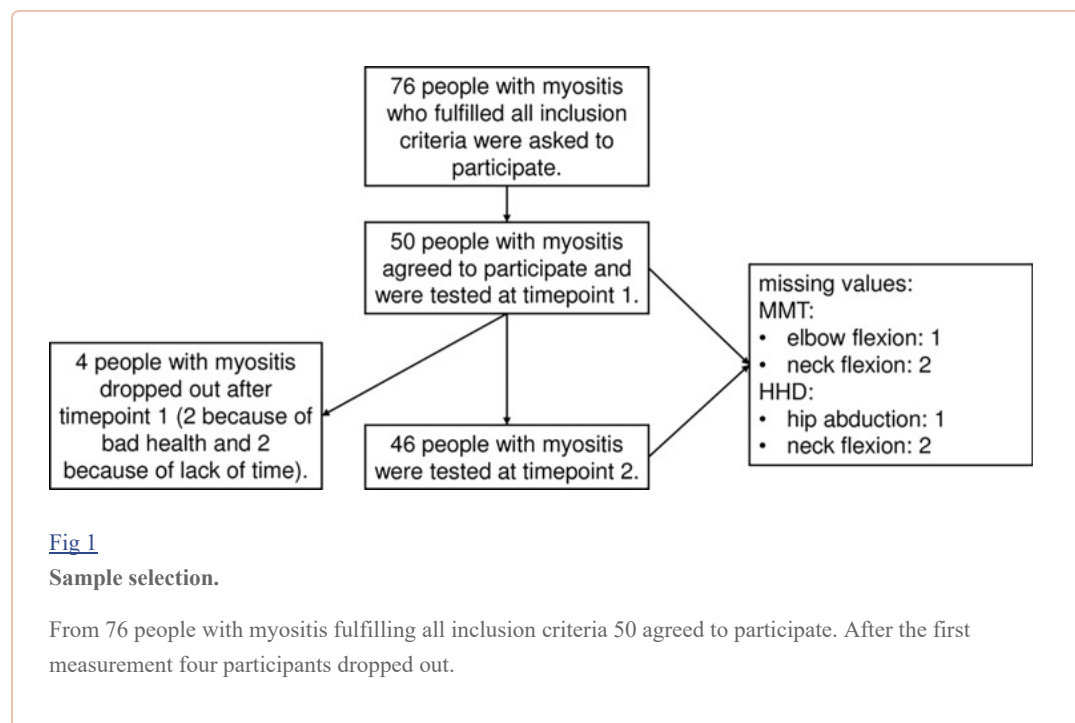 76 people with myositis
who fulfilled all inclusion
criteria were asked to
participate.
50 people with myositis
agreed to participate and
were tested at timepoint 1.
4 people with myositis
dropped out after
timepoint 1 (2 because of
bad health and 2
because of lack of time).
46 people with myositis
were tested at timepoint 2.
missing values:
MMT:
• elbow flexion: 1
• neck flexion: 2
HHD:
• hip abduction: 1
• neck flexion: 2
Fig 1
Sample selection.
From 76 people with myositis fulfilling all inclusion criteria 50 agreed to participate. After the first
measurement four participants dropped out.